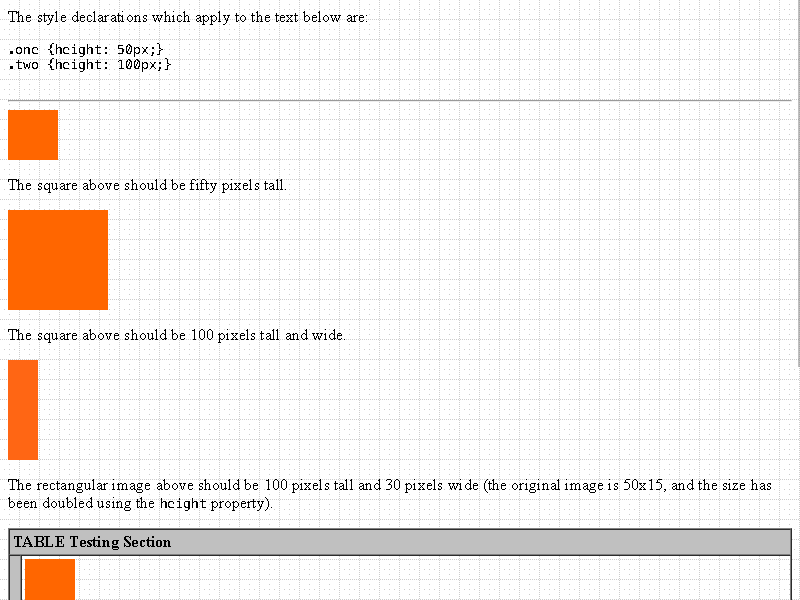 The style declarations which apply to the text below are:
.one {height: 50px;}
.two {height: 100px;}
The square above should be fifty pixels tall.
The square above should be 100 pixels tall and wide.
The rectangular image above should be 100 pixels tall and 30 pixels wide (the original image is 50x15, and the size has
been doubled using the height property).
TABLE Testing Section